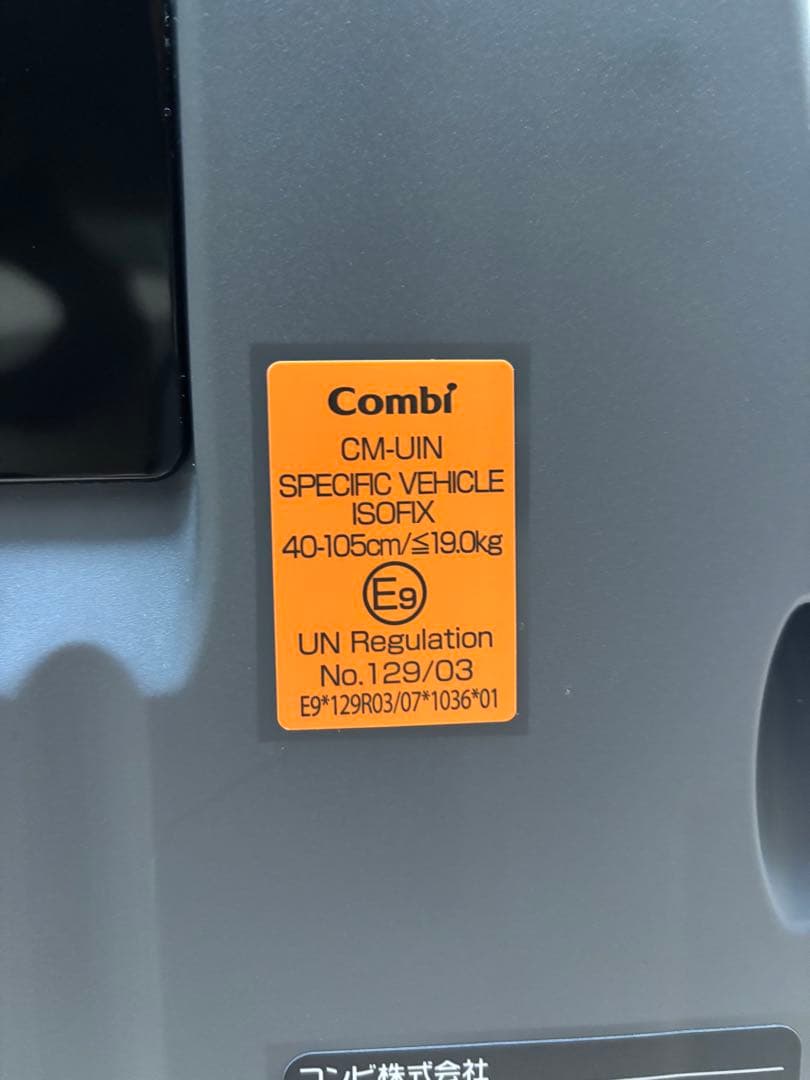 Combi
CM-UIN
SPECIFIC VEHICLE
ISOFIX
40-105cm/≦19.0kg
E9
UN Regulation
No.129/03
E9*129R03/07*1036*01
コンビ株式会社